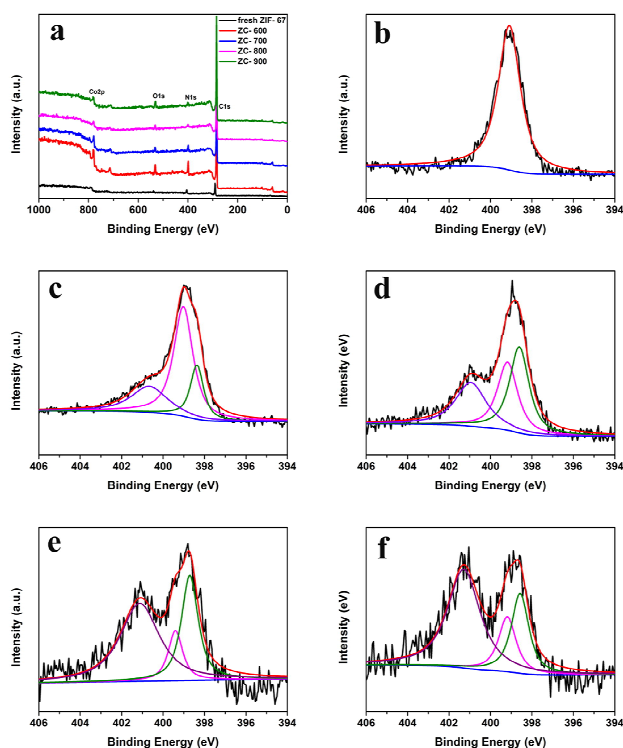 a
fresh ZIF- 67
ZC- 600
ZC- 700
ZC- 800
ZC- 900
Co2p
O1s
N1s
C1s
Intensity (a.u.)
1000 800 600 400 200 0
Binding Energy (eV)
b
Intensity (a.u.)
406 404 402 400 398 396 394
Binding Energy (eV)
c
Intensity (a.u.)
406 404 402 400 398 396 394
Binding Energy (eV)
d
Intensity (eV)
406 404 402 400 398 396 394
Binding Energy (eV)
e
Intensity (a.u.)
406 404 402 400 398 396 394
Binding Energy (eV)
f
Intensity (eV)
406 404 402 400 398 396 394
Binding Energy (eV)